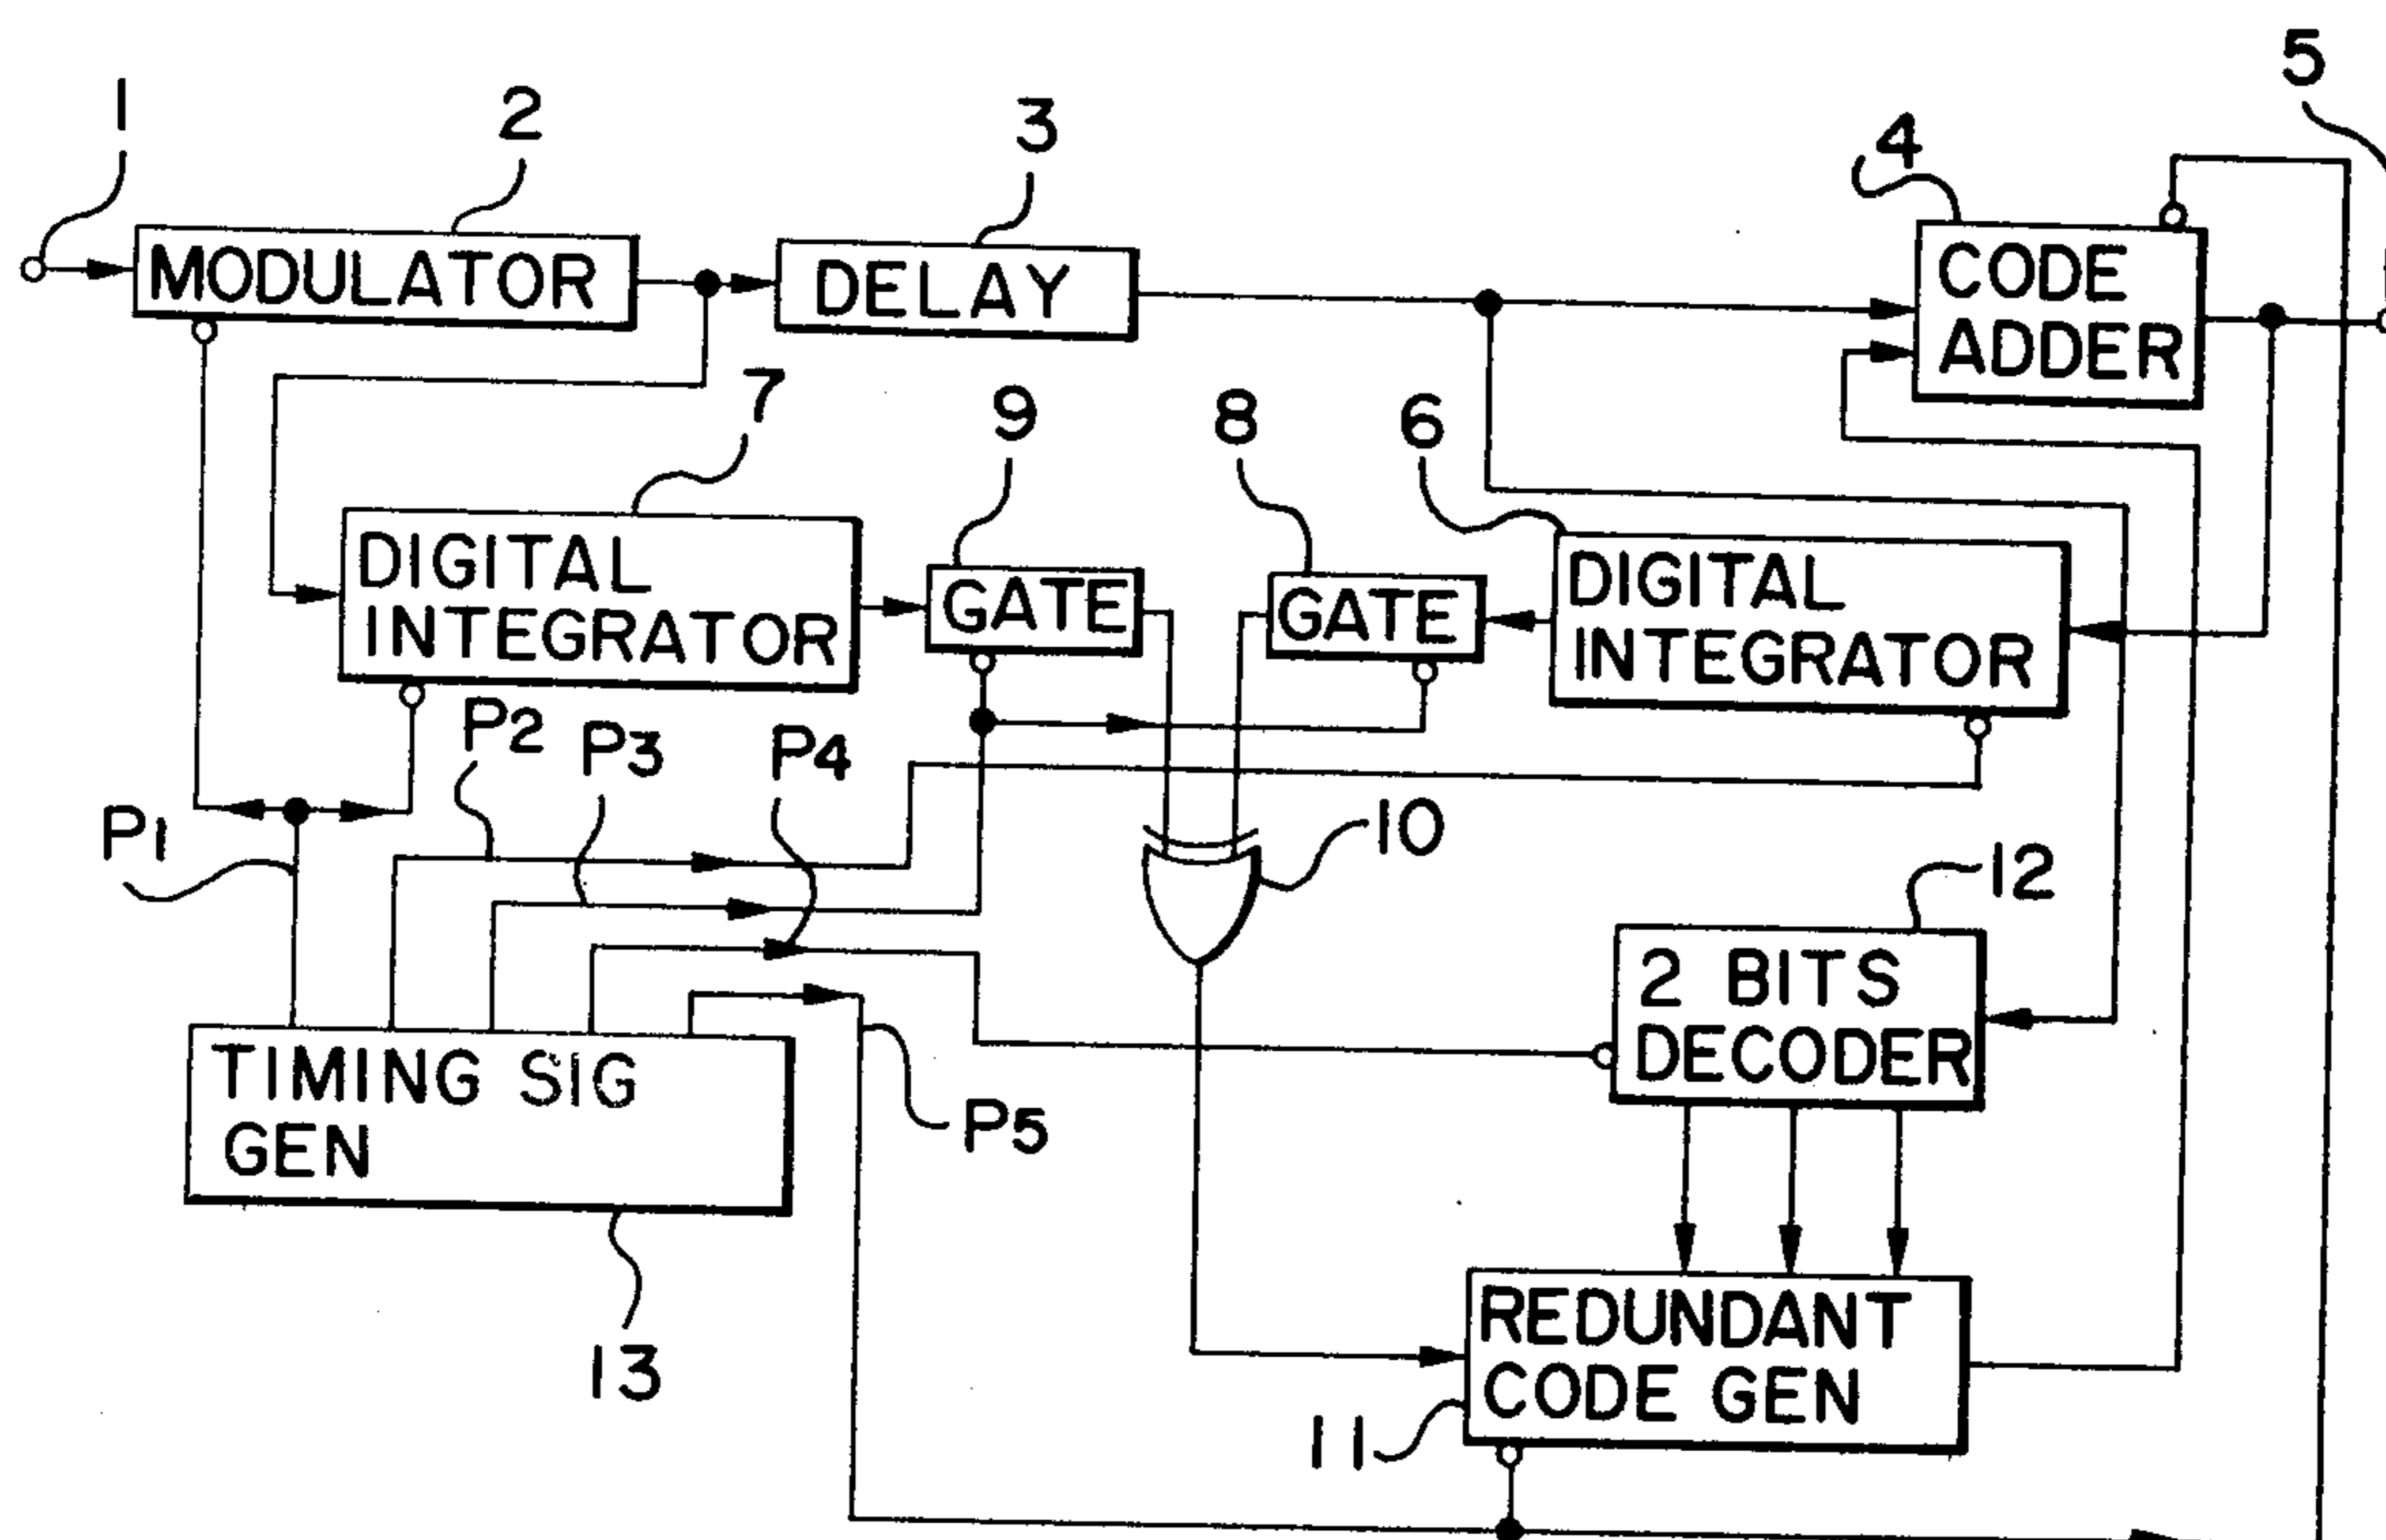 5
1
2
3
4
MODULATOR
DELAY
CODE
ADDER
7
9
8
6
DIGITAL
INTEGRATOR
GATE
GATE
DIGITAL
INTEGRATOR
P2
P3
P4
P1
10
12
2 BITS
DECODER
TIMING SIG
GEN
P5
13
REDUNDANT
CODE GEN
11